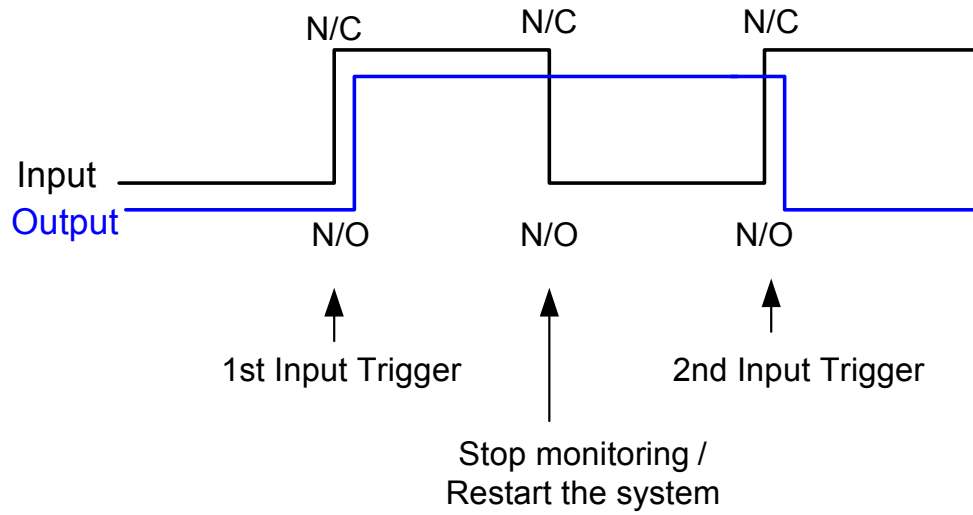 N/C N/C N/C
Input
Output
N/O N/O N/O
1st Input Trigger 2nd Input Trigger
Stop monitoring /
Restart the system